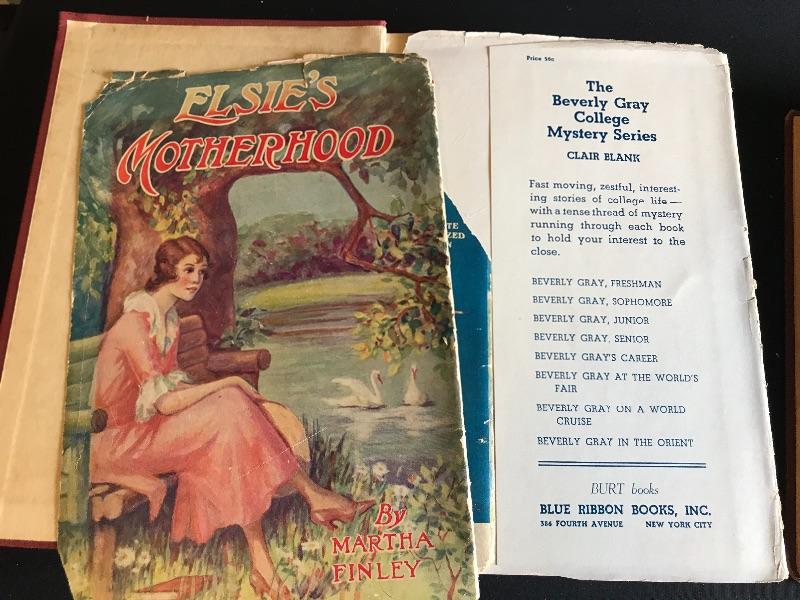 ELSIE'S
MOTHERHOOD
By
MARTHA
FINLEY
ZED
Price 50c
The
Beverly Gray
College
Mystery Series
CLAIR BLANK
Fast moving, zestful, interest-
ing stories of college life —
with a tense thread of mystery
running through each book
to hold your interest to the
close.
BEVERLY GRAY, FRESHMAN
BEVERLY GRAY, SOPHOMORE
BEVERLY GRAY, JUNIOR
BEVERLY GRAY, SENIOR
BEVERLY GRAY'S CAREER
BEVERLY GRAY AT THE WORLD'S
FAIR
BEVERLY GRAY ON A WORLD
CRUISE
BEVERLY GRAY IN THE ORIENT
BURT books
BLUE RIBBON BOOKS, INC.
386 FOURTH AVENUE NEW YORK CITY